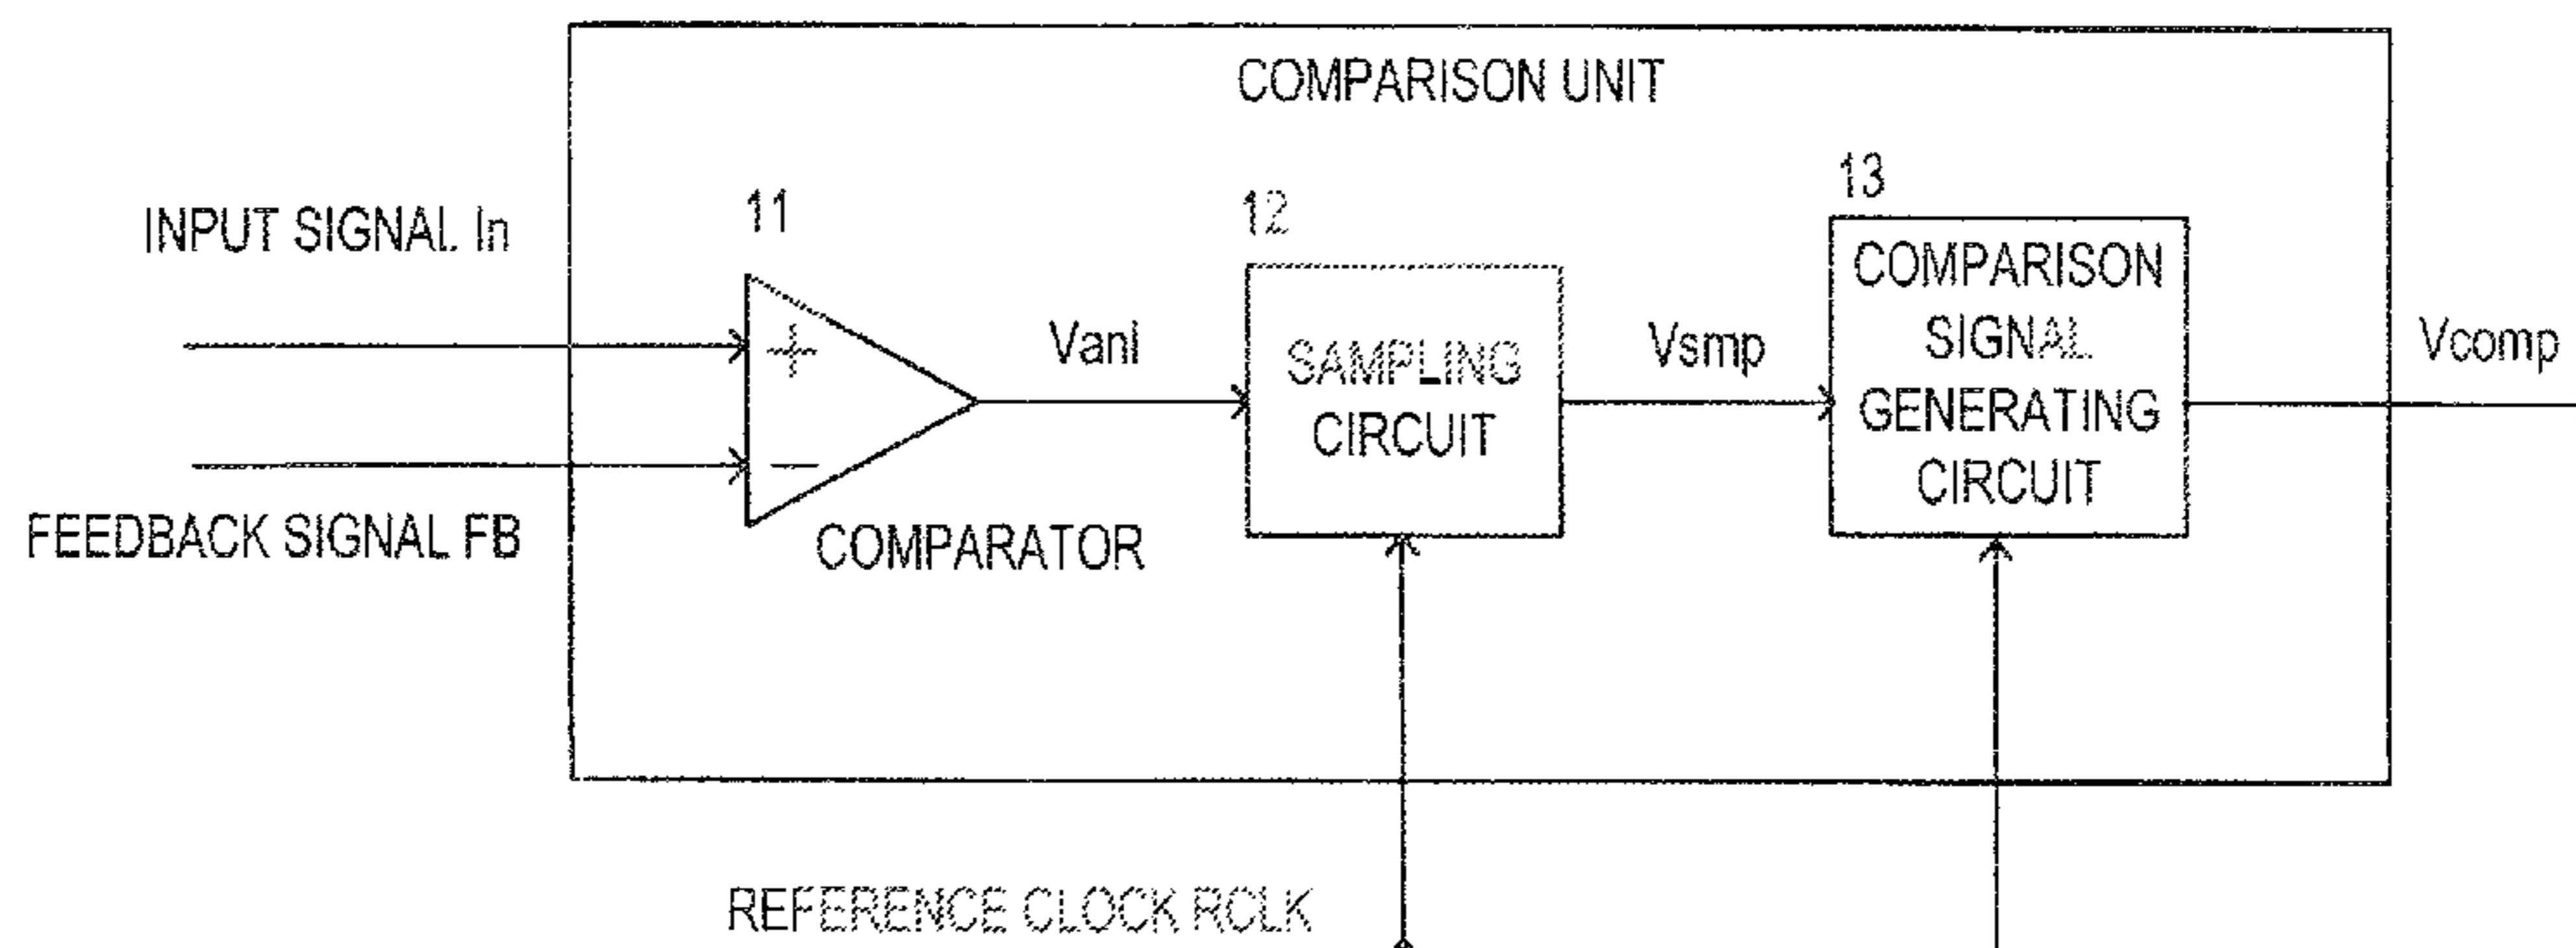 COMPARISON UNIT
INPUT SIGNAL In
11
12
13
+
−
COMPARATOR
Vanl
SAMPLING
CIRCUIT
Vsmp
COMPARISON
SIGNAL
GENERATING
CIRCUIT
Vcomp
FEEDBACK SIGNAL FB
REFERENCE CLOCK RCLK